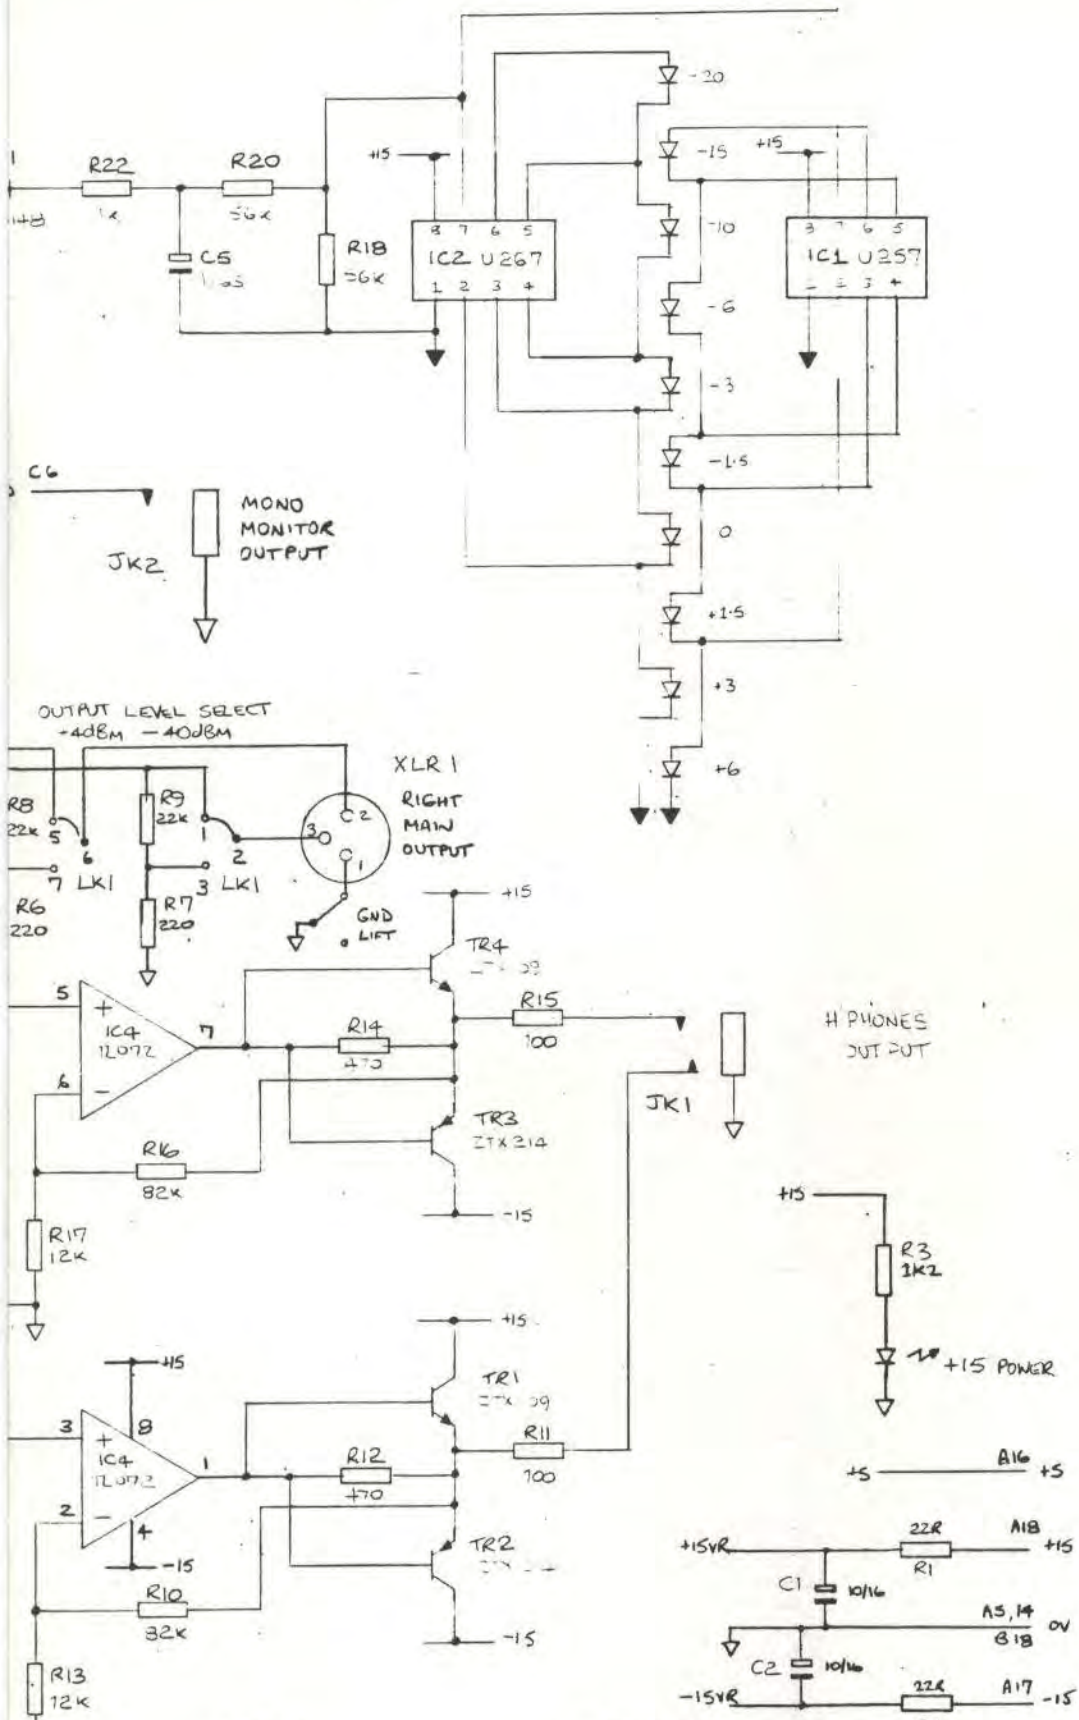 -20
-15
+15
R22
R20
+15
-10
56K
R18
56K
C5
8 7 6 5
IC2 U267
1 2 3 4
8 7 6 5
IC1 U257
1 2 3 4
-6
-3
-1.5
0
+1.5
+3
+6
C6
MONO
MONITOR
OUTPUT
JK2
OUTPUT LEVEL SELECT
+4dBM -40dBM
XLR 1
RIGHT
MAIN
OUTPUT
R8
22K
5
6
7 LK1
R9
22K
1
2
3 LK1
3
2
1
R6
220
R7
220
GND
LIFT
+15
TR4
5
+
IC4
TL072
7
6
-
R14
470
R15
100
H'PHONES
OUTPUT
JK1
TR3
ZTX214
R16
82K
-15
R17
12K
+15
R3
1K2
+15 POWER
+15
+15
TR1
3
+
8
IC4
TL072
1
2
-
4
-15
R12
470
R11
100
TR2
R10
82K
-15
R13
12K
+5
A16
+5
+15VR
22R
R1
A18
+15
C1
10/16
A5,14
B18
0V
C2
10/16
-15VR
22R
A17
-15